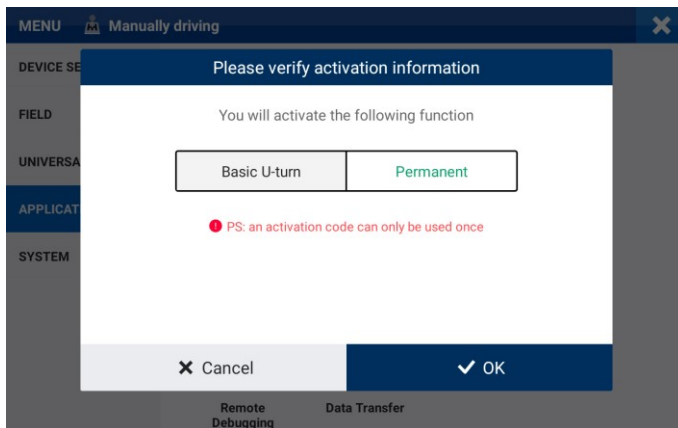 MENU Manually driving
DEVICE SE
Please verify activation information
FIELD
You will activate the following function
UNIVERSA
Basic U-turn Permanent
APPLICAT
PS: an activation code can only be used once
SYSTEM
Cancel OK
Remote Data Transfer
Debugging